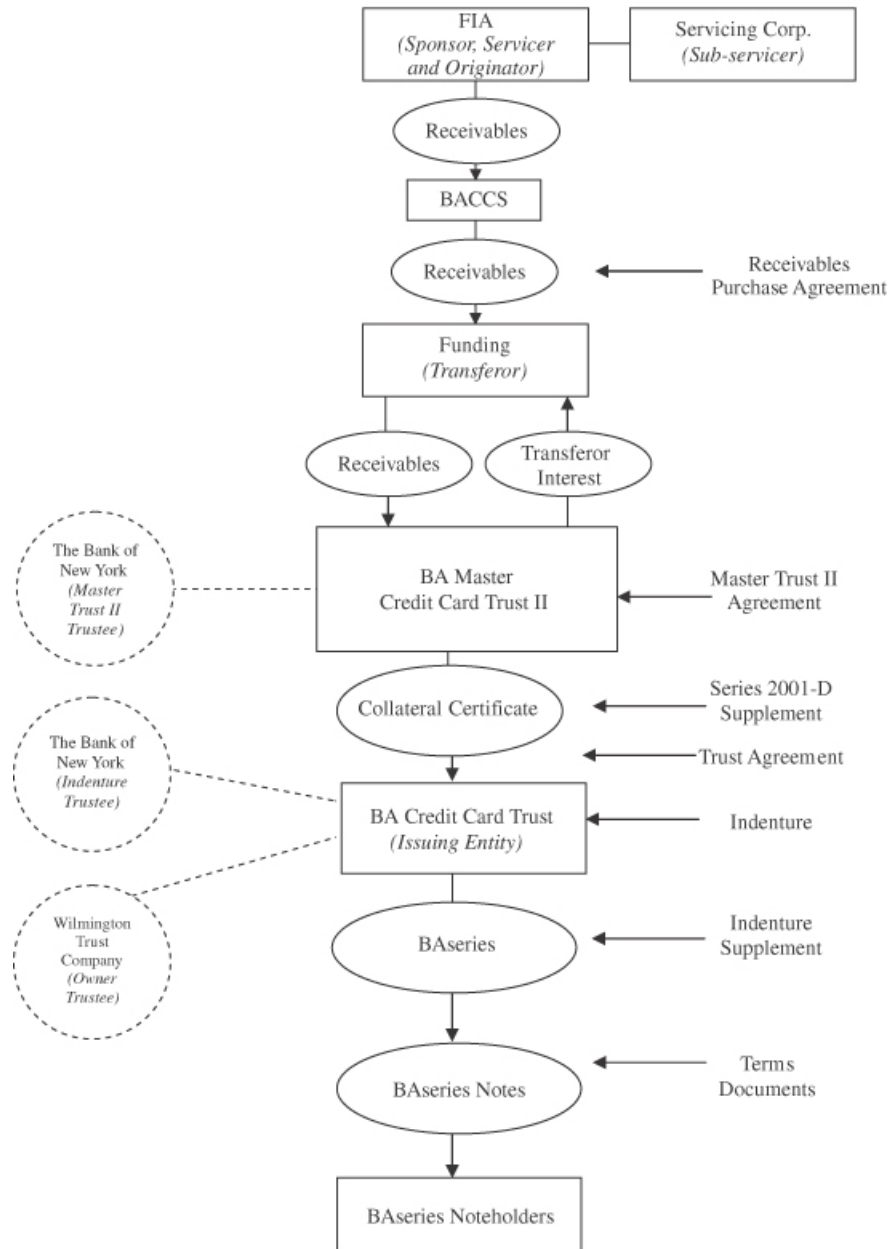 FIA
(Sponsor, Servicer
and Originator)
Servicing Corp.
(Sub-servicer)
Receivables
BACCS
Receivables
Receivables
Purchase Agreement
Funding
(Transferor)
Receivables
Transferor
Interest
The Bank of
New York
(Master
Trust II
Trustee)
BA Master
Credit Card Trust II
Master Trust II
Agreement
Collateral Certificate
Series 2001-D
Supplement
Trust Agreement
The Bank of
New York
(Indenture
Trustee)
BA Credit Card Trust
(Issuing Entity)
Indenture
Wilmington
Trust
Company
(Owner
Trustee)
BAseries
Indenture
Supplement
BAseries Notes
Terms
Documents
BAseries Noteholders